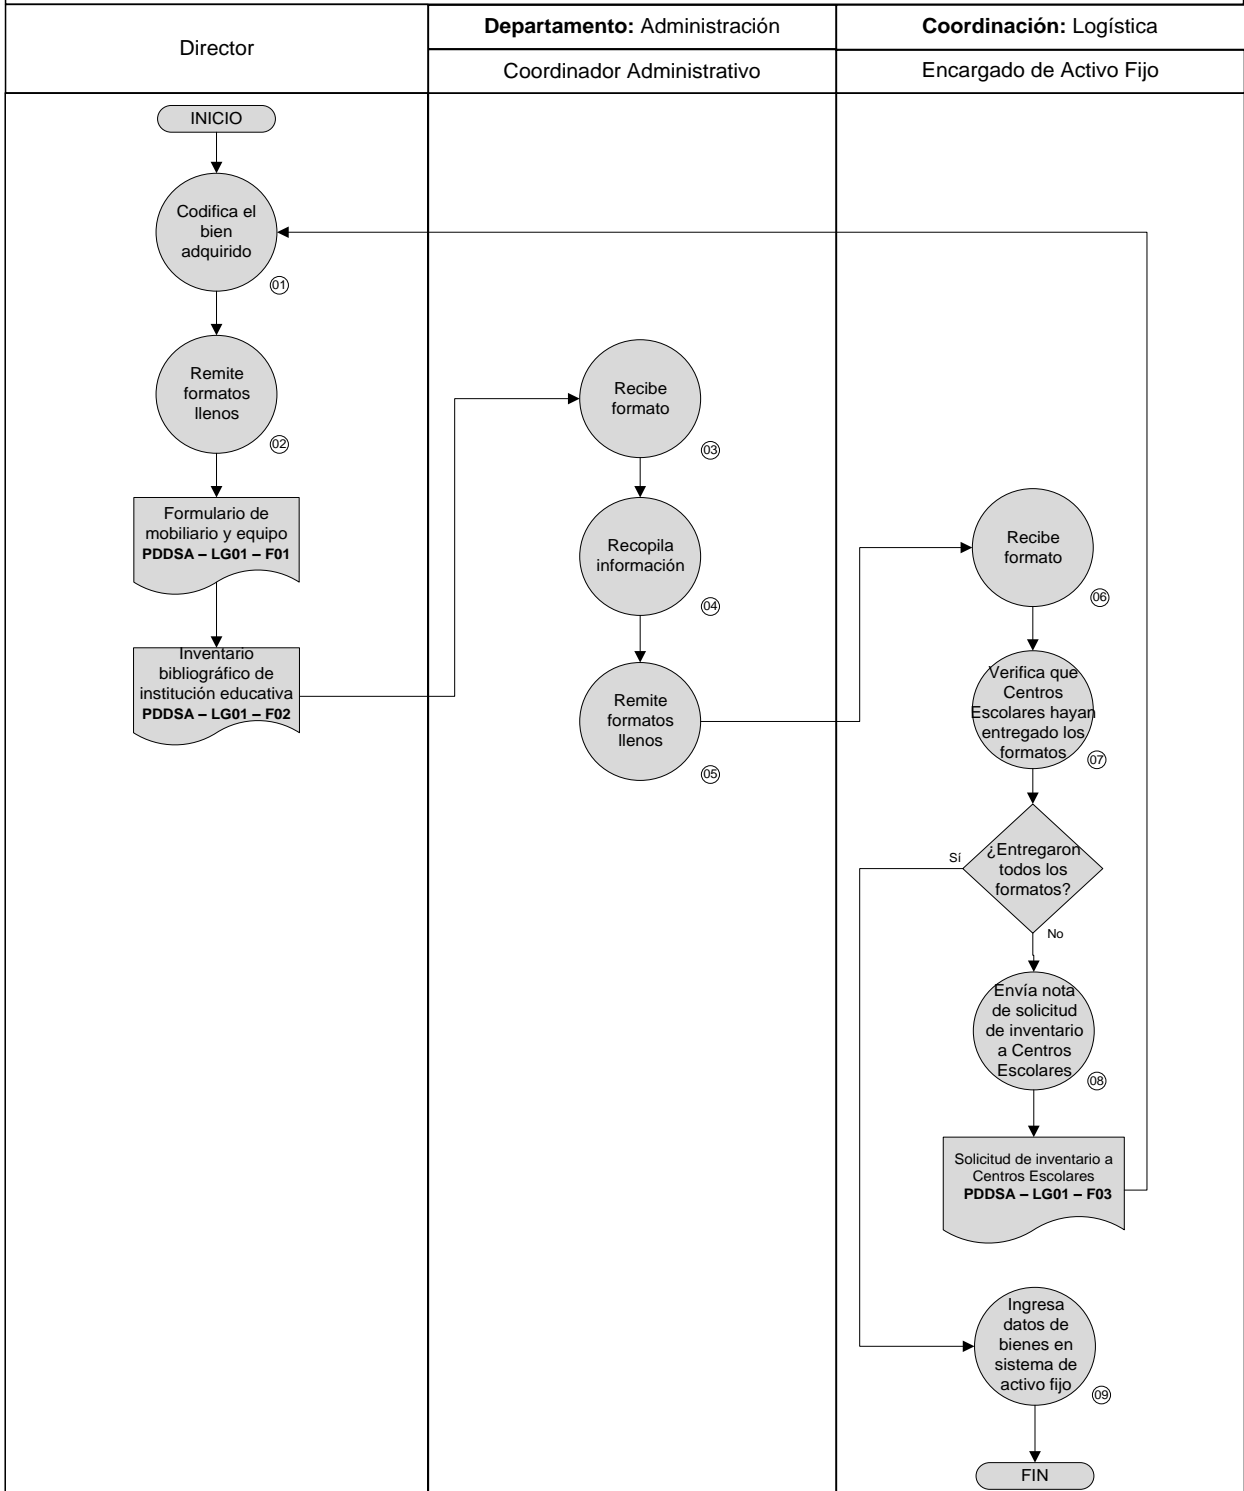 Director
Departamento: Administración
Coordinador Administrativo
Coordinación: Logística
Encargado de Activo Fijo
INICIO
Codifica el
bien
adquirido
01
Remite
formatos
llenos
02
Formulario de
mobiliario y equipo
PDDSA – LG01 – F01
Inventario
bibliográfico de
institución educativa
PDDSA – LG01 – F02
Recibe
formato
03
Recopila
información
04
Remite
formatos
llenos
05
Recibe
formato
06
Verifica que
Centros
Escolares hayan
entregado los
formatos
07
¿Entregaron
todos los
formatos?
Sí
No
Envía nota
de solicitud
de inventario
a Centros
Escolares
08
Solicitud de inventario a
Centros Escolares
PDDSA – LG01 – F03
Ingresa
datos de
bienes en
sistema de
activo fijo
09
FIN